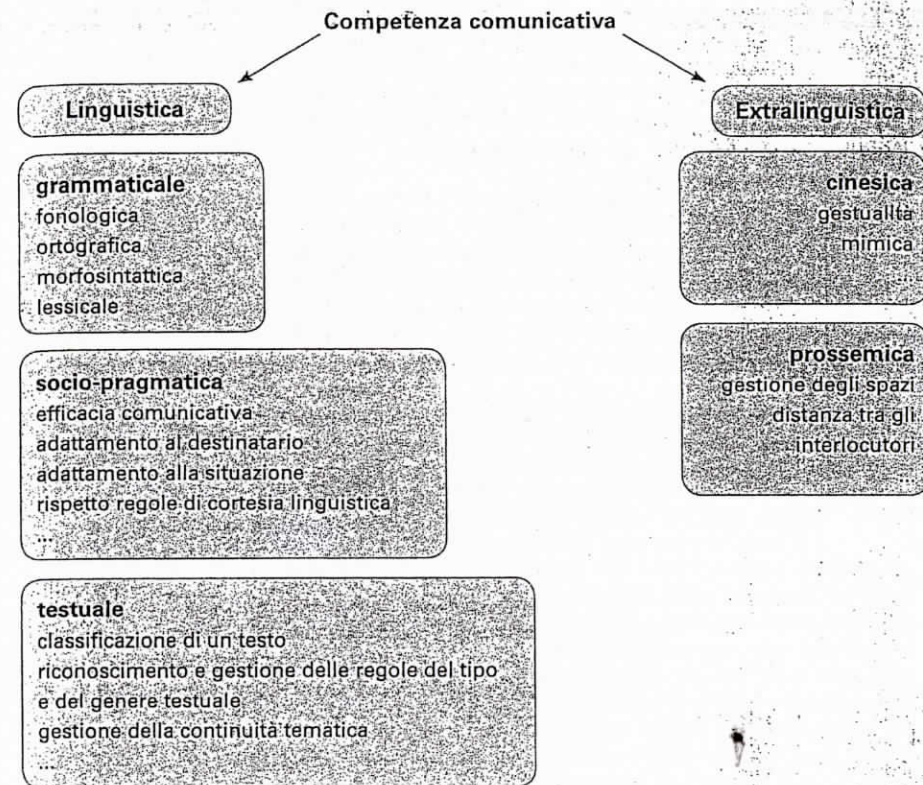 Competenza comunicativa
Linguistica
grammaticale
fonologica
ortografica
morfosintattica
lessicale
socio-pragmatica
efficacia comunicativa
adattamento al destinatario
adattamento alla situazione
rispetto regole di cortesia linguistica
...
testuale
classificazione di un testo
riconoscimento e gestione delle regole del tipo
e del genere testuale
gestione della continuità tematica
...
Extralinguistica
cinesica
gestualità
mimica
prossemica
gestione degli spazi
distanza tra gli
interlocutori